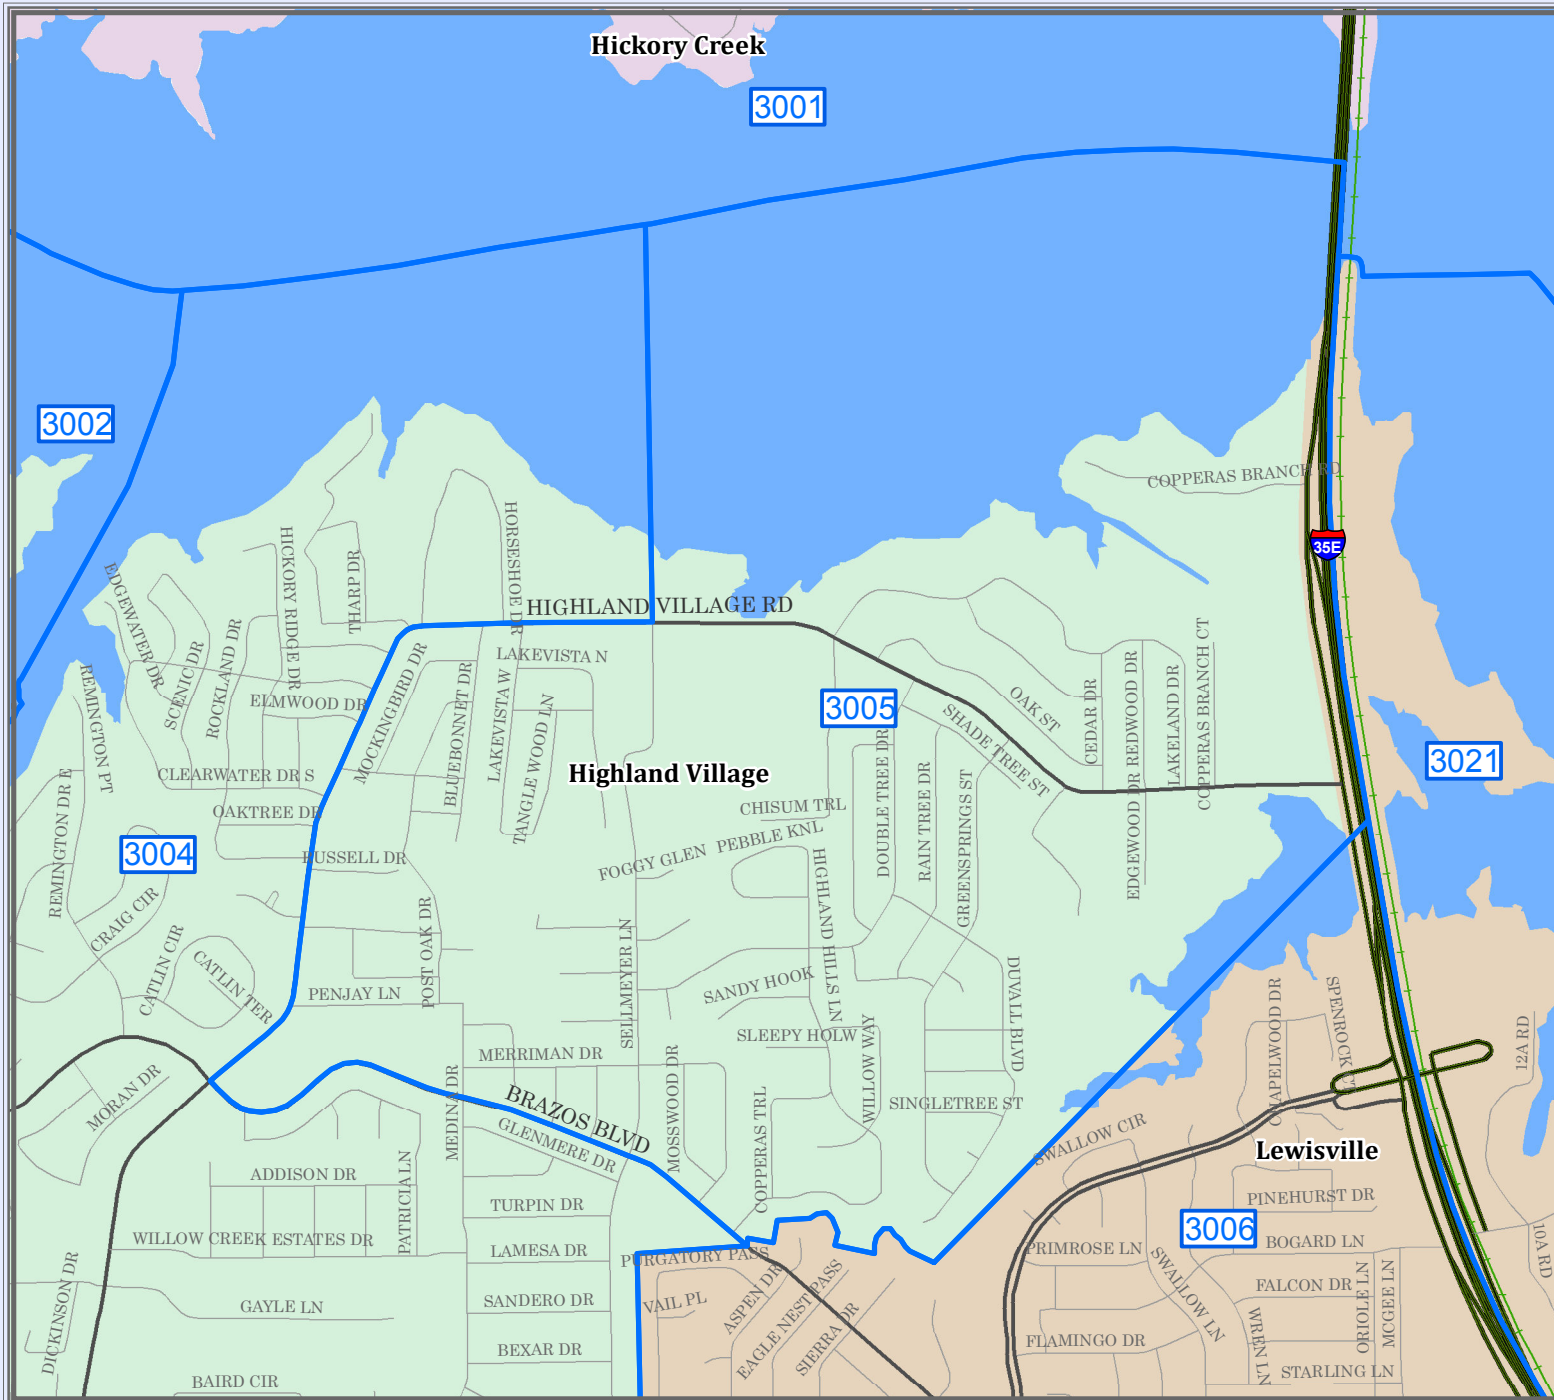 Hickory Creek
3001
3002
COPPERAS BRANCH RD
35E
HORSESHOE DR
HICKORY RIDGE DR
THARP DR
EDGEWATER DR
HIGHLAND VILLAGE RD
SCENIC DR
ROCKLAND DR
MOCKINGBIRD DR
LAKEVISTA N
REMINGTON PT
ELMWOOD DR
BLUEBONNET DR
LAKEVISTA W
TANGLE WOOD LN
3005
OAK ST
SHADE TREE ST
CEDAR DR
REDWOOD DR
EDGEWOOD DR
LAKELAND DR
COPPERAS BRANCH CT
3021
CLEARWATER DR S
Highland Village
DOUBLE TREE DR
RAIN TREE DR
GREENSPRINGS ST
REMINGTON DR E
OAKTREE DR
CHISUM TRL
3004
RUSSELL DR
FOGGY GLEN
PEBBLE KNL
HIGHLAND HILLS LN
CRAIG CIR
CATLIN CIR
CATLIN TER
POST OAK DR
PENJAY LN
SELLMEYER LN
SANDY HOOK
DUVALL BLVD
CHAPELWOOD DR
SPENROCK CT
12A RD
SLEEPY HOLW
WILLOW WAY
MERRIMAN DR
MORAN DR
MEDINA DR
BRAZOS BLVD
GLENMERE DR
MOSSWOOD DR
COPPERAS TRL
SINGLETREE ST
SWALLOW CIR
Lewisville
ADDISON DR
PATRICIA LN
TURPIN DR
PINEHURST DR
3006
WILLOW CREEK ESTATES DR
LAMESA DR
PURGATORY PASS
PRIMROSE LN
BOGARD LN
10A RD
DICKINSON DR
GAYLE LN
SANDERO DR
VAIL PL
ASPEN DR
EAGLE NEST PASS
SIERRA DR
SWALLOW LN
FALCON DR
WREN LN
ORIOLE LN
MCGEE LN
BEXAR DR
FLAMINGO DR
BAIRD CIR
STARLING LN